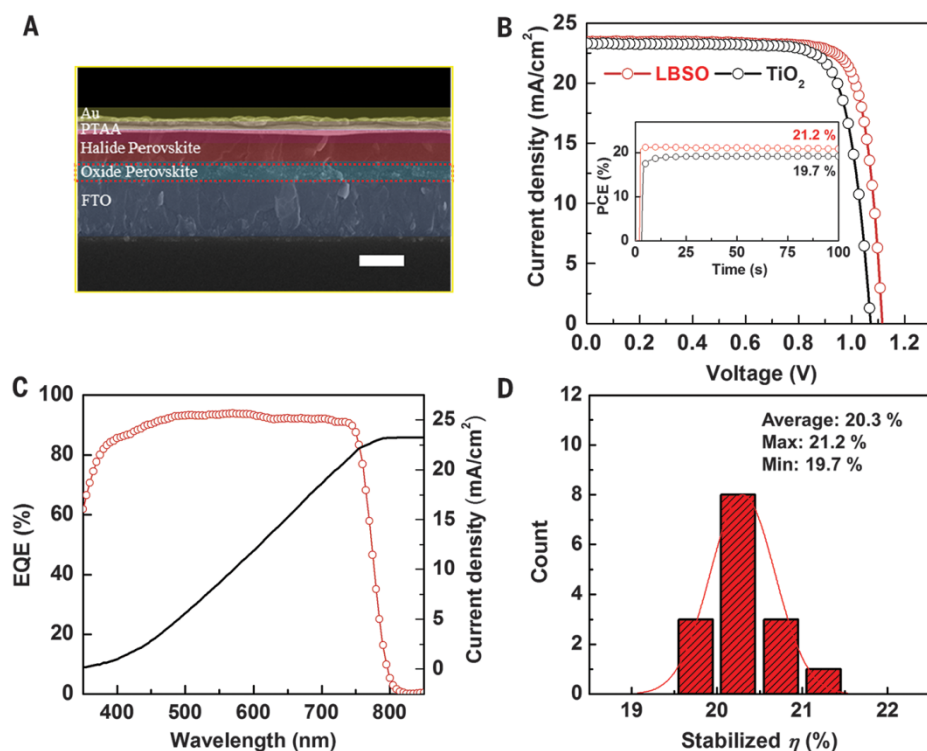 A
Au
PTAA
Halide Perovskite
Oxide Perovskite
FTO
B
Current density (mA/cm²)
25
20
15
10
5
0
LBSO
TiO₂
PCE (%)
20
10
0
21.2 %
19.7 %
0 25 50 75 100
Time (s)
0.0 0.2 0.4 0.6 0.8 1.0 1.2
Voltage (V)
C
EQE (%)
100
80
60
40
20
0
Current density (mA/cm²)
25
20
15
10
5
0
400 500 600 700 800
Wavelength (nm)
D
Count
12
10
8
6
4
2
0
Average: 20.3 %
Max: 21.2 %
Min: 19.7 %
19 20 21 22
Stabilized η (%)